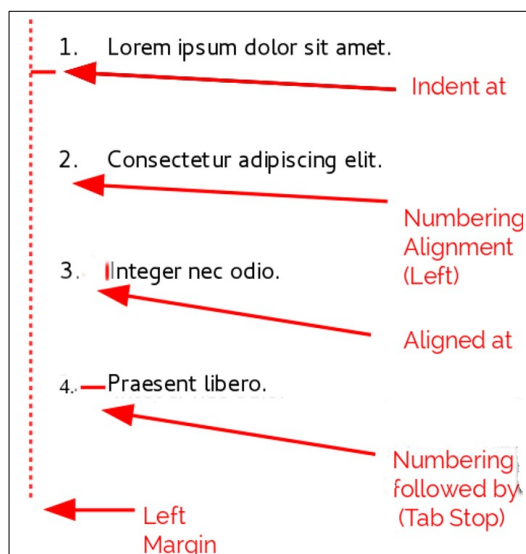 1. Lorem ipsum dolor sit amet.
Indent at
2. Consectetur adipiscing elit.
Numbering
Alignment
(Left)
3. Integer nec odio.
Aligned at
4. Praesent libero.
Numbering
followed by
(Tab Stop)
Left
Margin